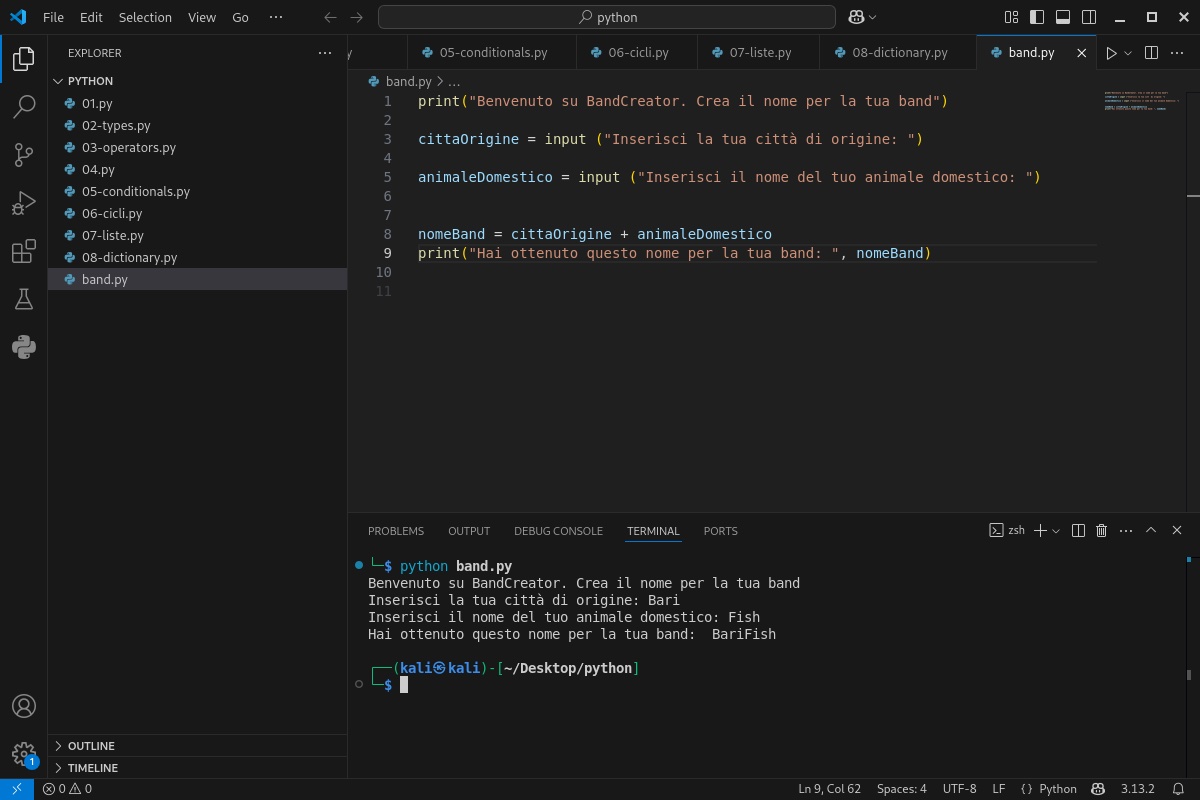 File Edit Selection View Go ··· python
EXPLORER ···
PYTHON
01.py
02-types.py
03-operators.py
04.py
05-conditionals.py
06-cicli.py
07-liste.py
08-dictionary.py
band.py
OUTLINE
TIMELINE
y 05-conditionals.py 06-cicli.py 07-liste.py 08-dictionary.py band.py ···
band.py > ...
1 print("Benvenuto su BandCreator. Crea il nome per la tua band")
2
3 cittaOrigine = input ("Inserisci la tua città di origine: ")
4
5 animaleDomestico = input ("Inserisci il nome del tuo animale domestico: ")
6
7
8 nomeBand = cittaOrigine + animaleDomestico
9 print("Hai ottenuto questo nome per la tua band: ", nomeBand)
10
11
PROBLEMS OUTPUT DEBUG CONSOLE TERMINAL PORTS zsh ···
└─$ python band.py
Benvenuto su BandCreator. Crea il nome per la tua band
Inserisci la tua città di origine: Bari
Inserisci il nome del tuo animale domestico: Fish
Hai ottenuto questo nome per la tua band:  BariFish
┌──(kali㉿kali)-[~/Desktop/python]
└─$
1
0 0 Ln 9, Col 62 Spaces: 4 UTF-8 LF {} Python 3.13.2